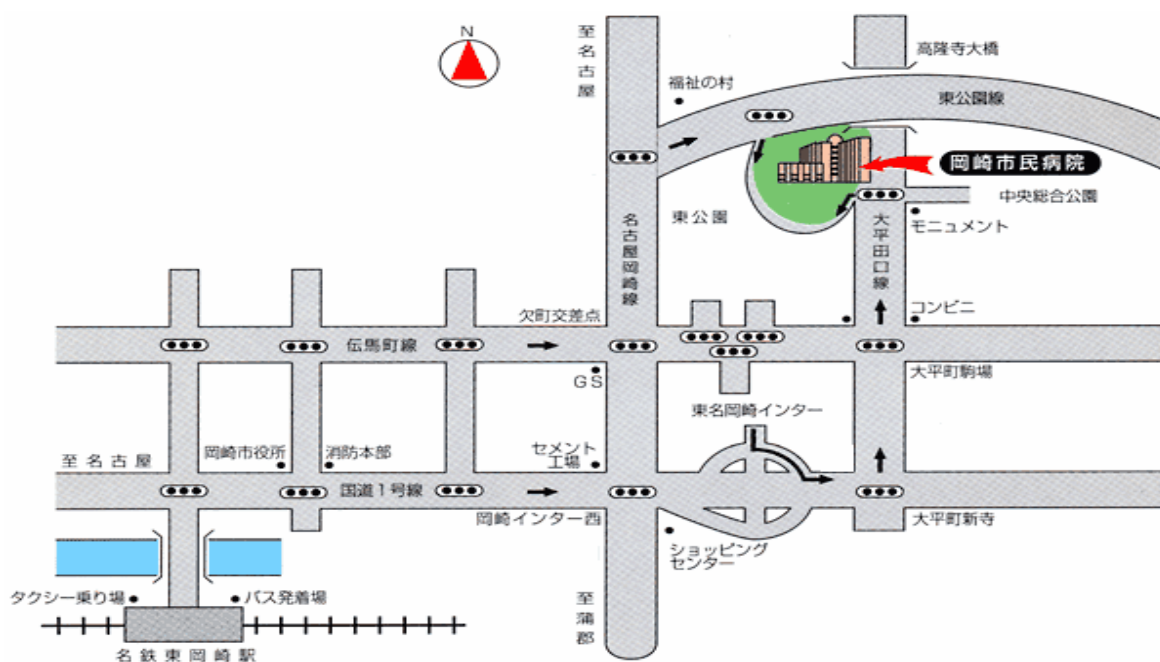 N
至名古屋
高隆寺大橋
福祉の村
東公園線
岡崎市民病院
中央総合公園
東公園
モニュメント
名古屋岡崎線
大平田口線
コンビニ
欠町交差点
伝馬町線
GS
大平町駒場
東名岡崎インター
岡崎市役所
消防本部
セメント
工場
至名古屋
国道1号線
岡崎インター西
大平町新寺
ショッピング
センター
タクシー乗り場
バス発着場
至蒲郡
名鉄東岡崎駅